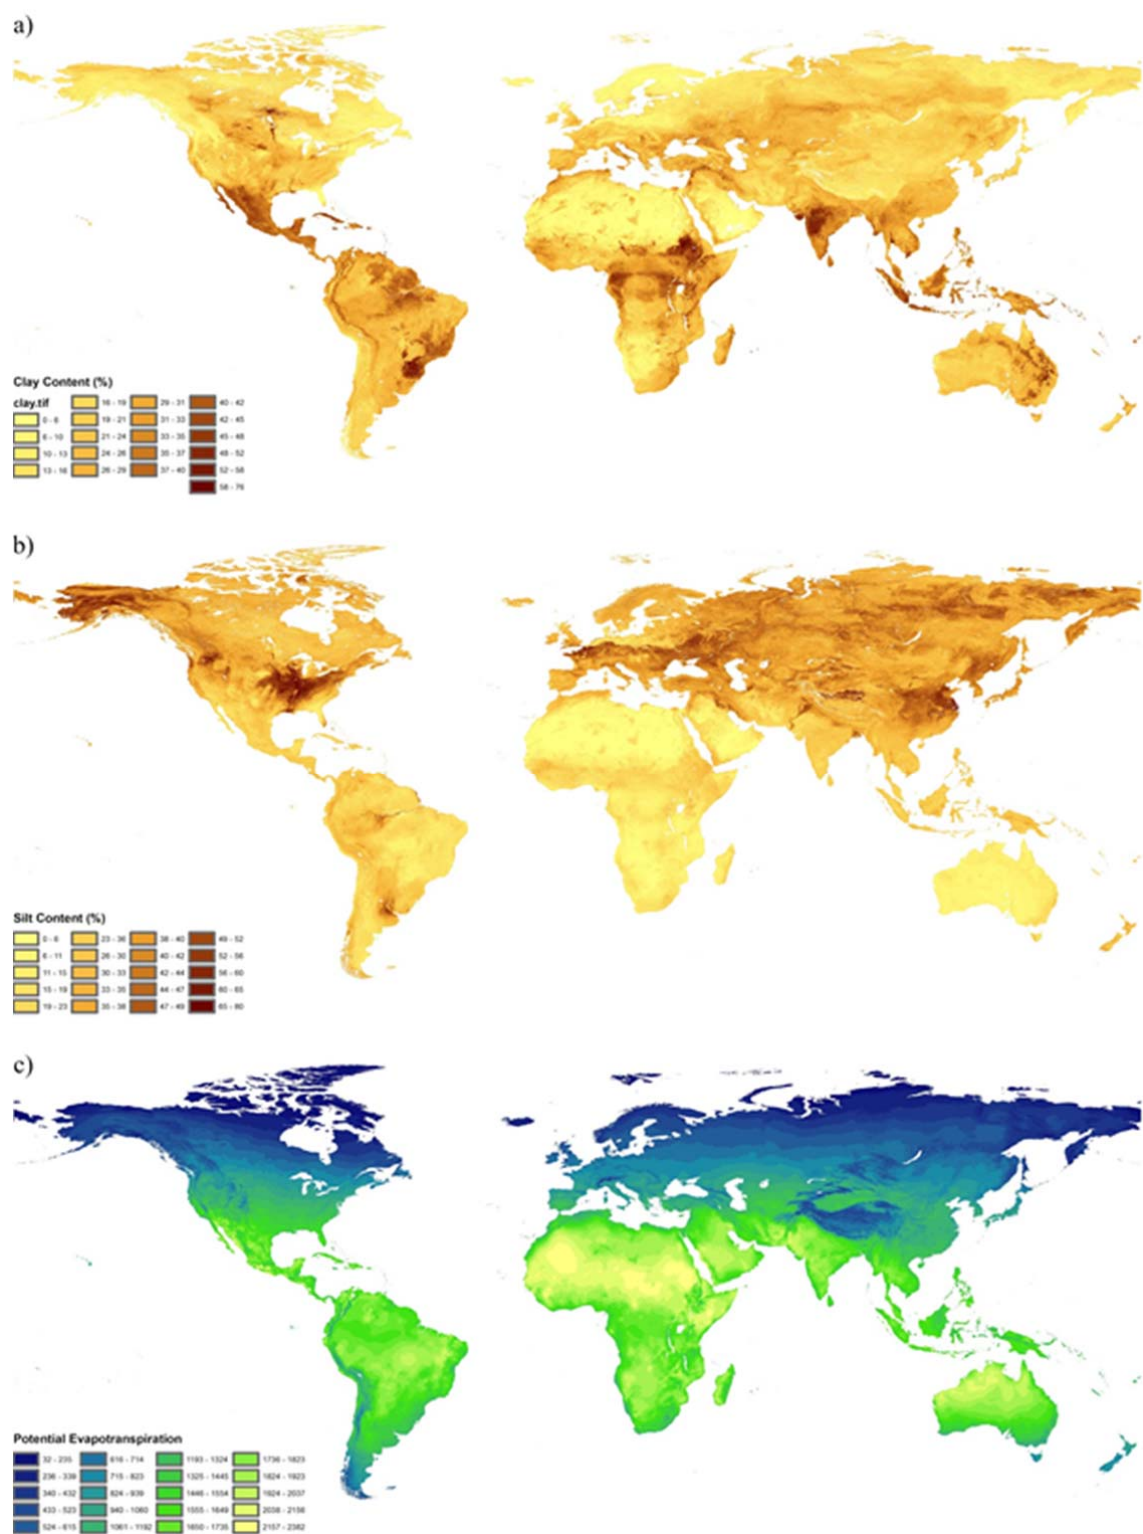 a)
Clay Content (%)
clay.tif
0 - 6
6 - 10
10 - 13
13 - 16
16 - 19
19 - 21
21 - 24
24 - 26
26 - 29
29 - 31
31 - 33
33 - 35
35 - 37
37 - 40
40 - 42
42 - 45
45 - 48
48 - 52
52 - 58
58 - 76
b)
Silt Content (%)
0 - 6
6 - 11
11 - 15
15 - 19
19 - 23
23 - 36
26 - 30
30 - 33
33 - 35
35 - 38
38 - 40
40 - 42
42 - 44
44 - 47
47 - 49
49 - 52
52 - 56
56 - 60
60 - 65
65 - 80
c)
Potential Evapotranspiration
32 - 235
236 - 339
340 - 432
433 - 523
524 - 615
616 - 714
715 - 823
824 - 939
940 - 1060
1061 - 1192
1193 - 1324
1325 - 1445
1446 - 1554
1555 - 1649
1650 - 1735
1736 - 1823
1824 - 1923
1924 - 2037
2038 - 2156
2157 - 2382